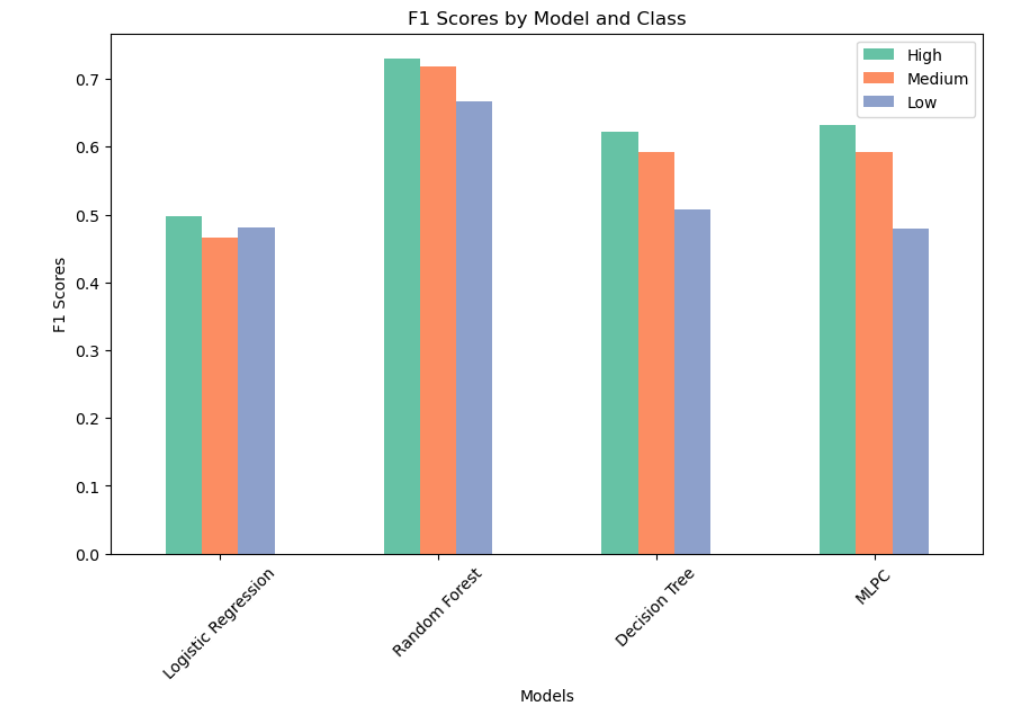 F1 Scores by Model and Class
High
Medium
Low
F1 Scores
0.7
0.6
0.5
0.4
0.3
0.2
0.1
0.0
Logistic Regression
Random Forest
Decision Tree
MLPC
Models